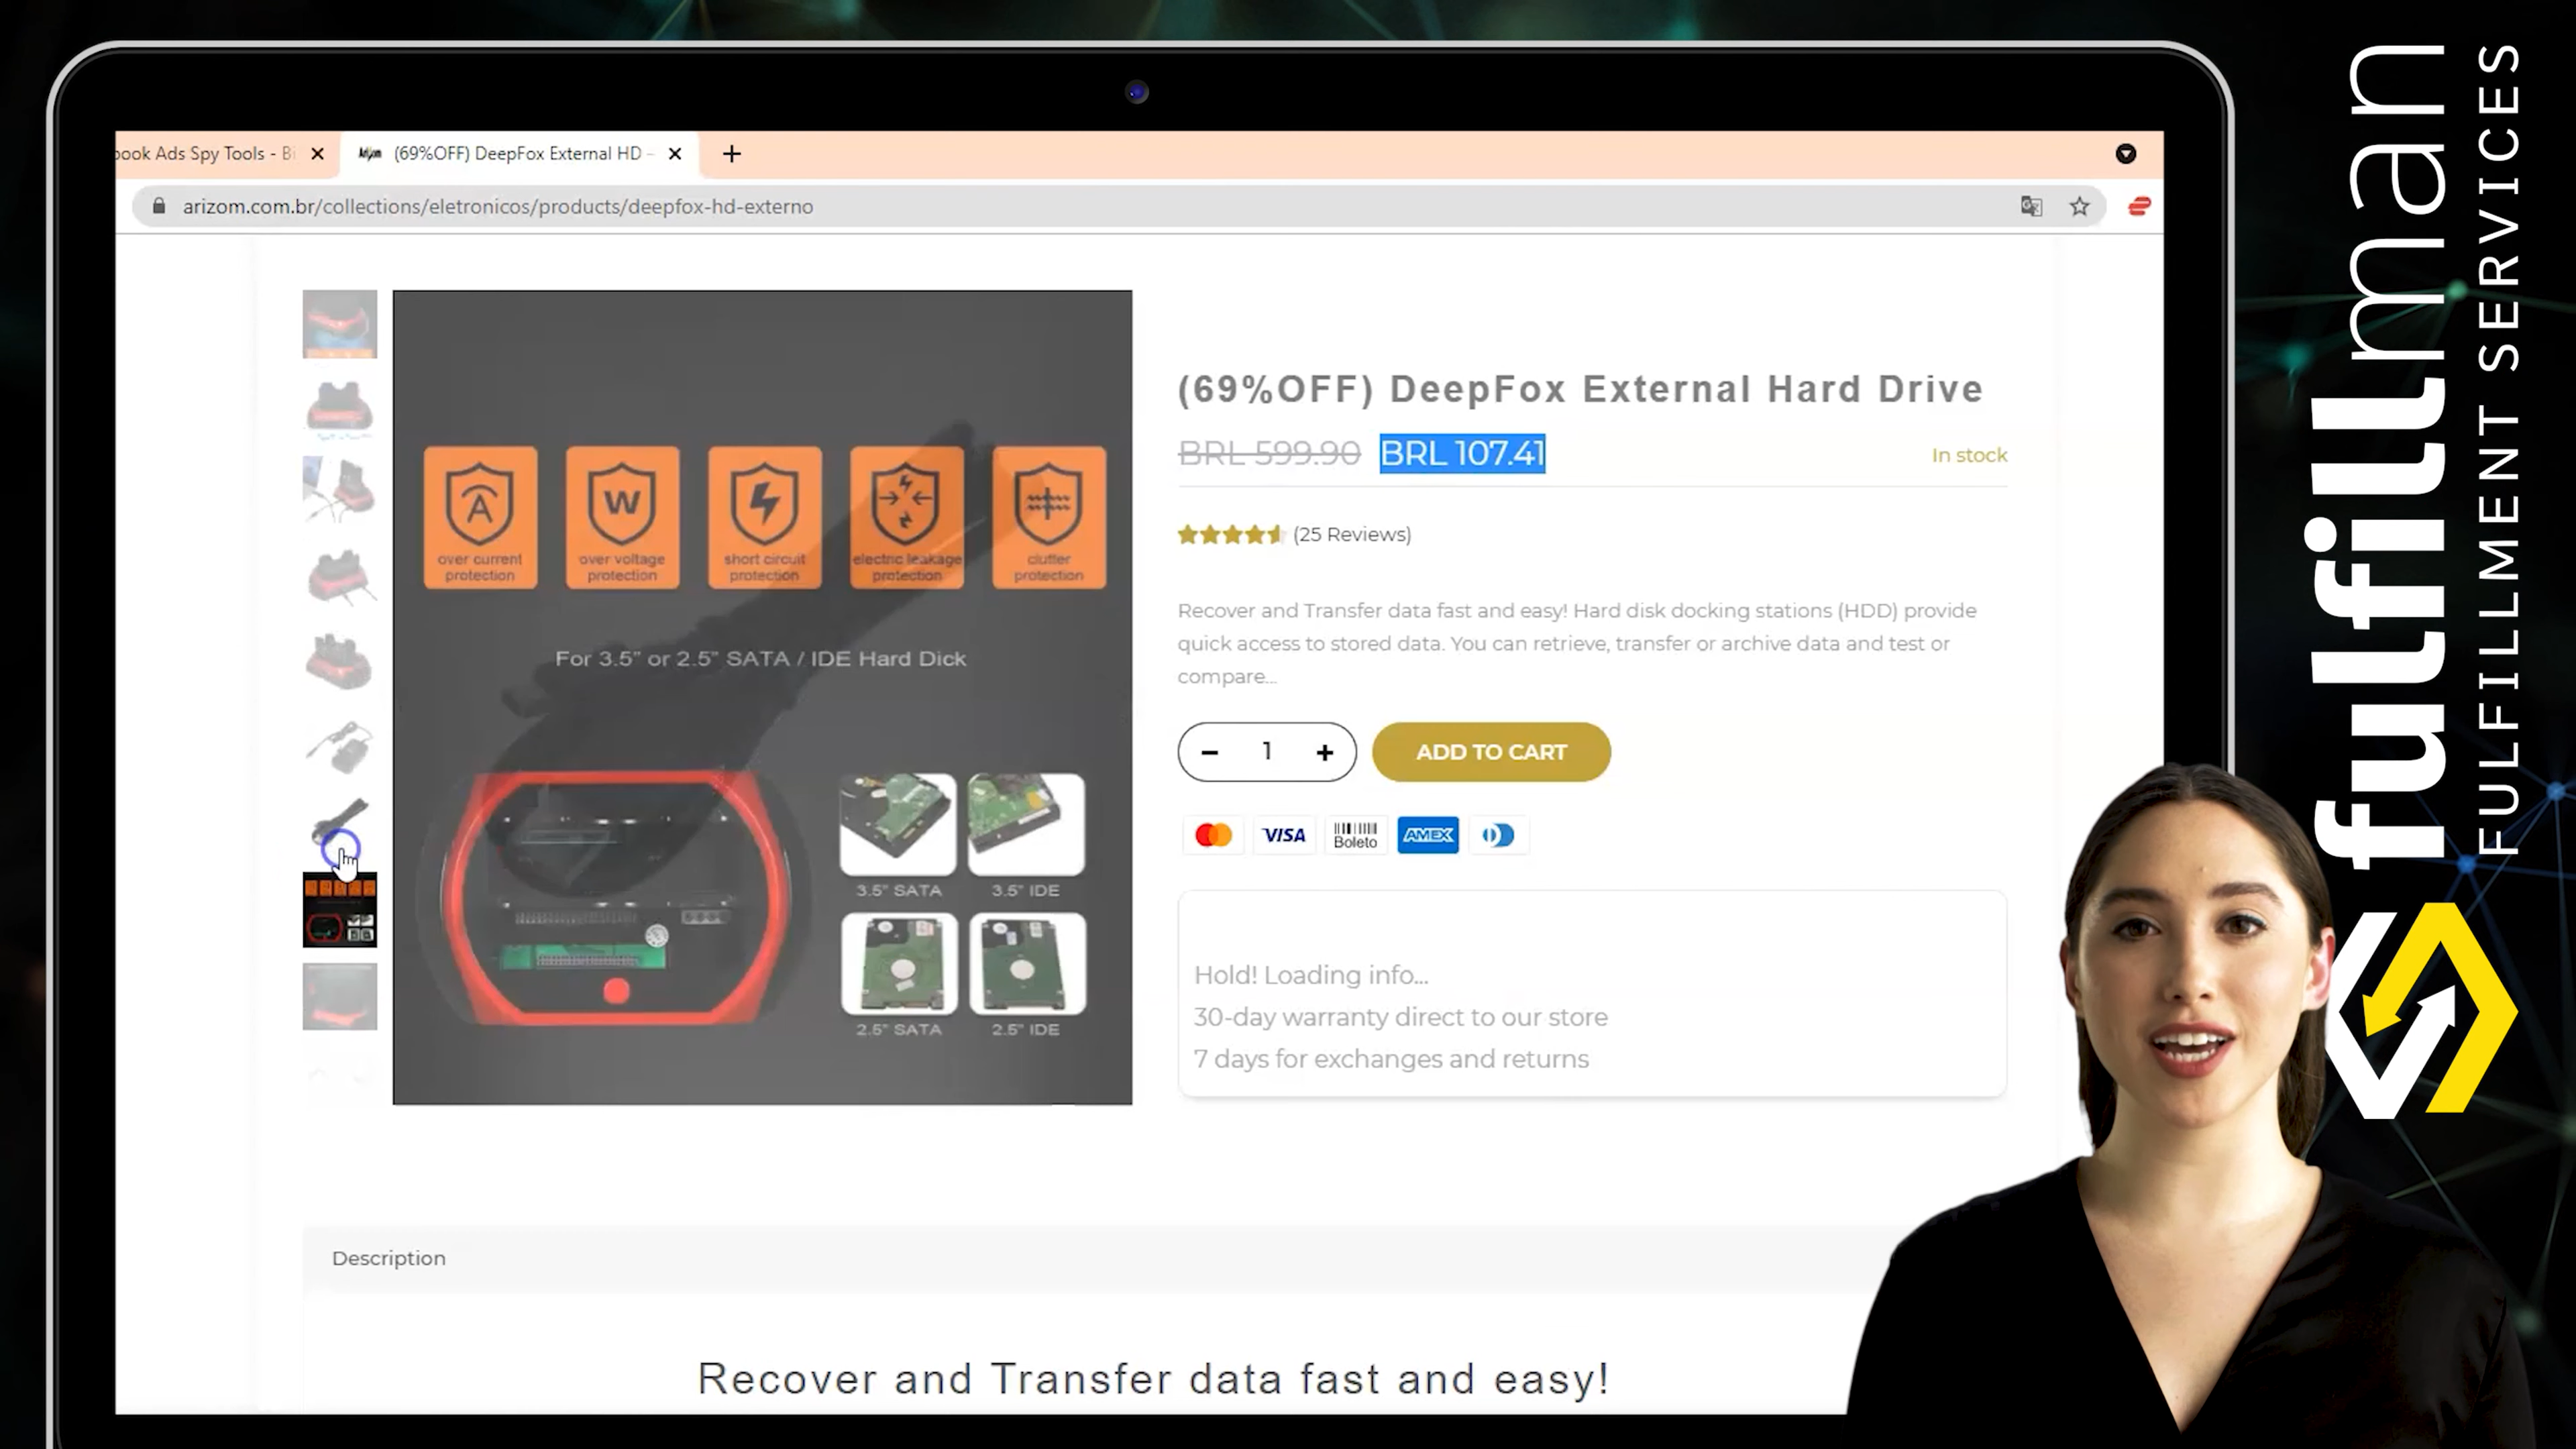 book Ads Spy Tools - Bi
(69%OFF) DeepFox External HD -
arizom.com.br/collections/eletronicos/products/deepfox-hd-externo
over current
protection
over voltage
protection
short circuit
protection
electric leakage
protection
clutter
protection
For 3.5" or 2.5" SATA / IDE Hard Dick
3.5" SATA
3.5" IDE
2.5" SATA
2.5" IDE
(69%OFF) DeepFox External Hard Drive
BRL 599.90 BRL 107.41
In stock
(25 Reviews)
Recover and Transfer data fast and easy! Hard disk docking stations (HDD) provide
quick access to stored data. You can retrieve, transfer or archive data and test or
compare...
- 1 +
ADD TO CART
VISA
Boleto
AMEX
Hold! Loading info...
30-day warranty direct to our store
7 days for exchanges and returns
Description
Recover and Transfer data fast and easy!
fulfillman
FULFILLMENT SERVICES